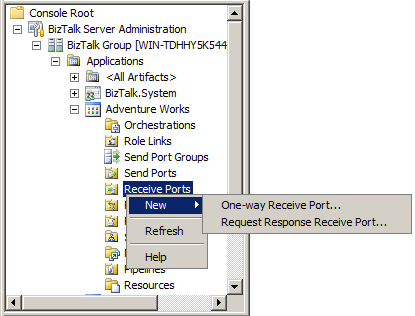 Console Root
BizTalk Server Administration
BizTalk Group [WIN-TDHHY5K544
Applications
<All Artifacts>
BizTalk.System
Adventure Works
Orchestrations
Role Links
Send Port Groups
Send Ports
Receive Ports
New
One-way Receive Port...
Request Response Receive Port...
Refresh
Help
Pipelines
Resources